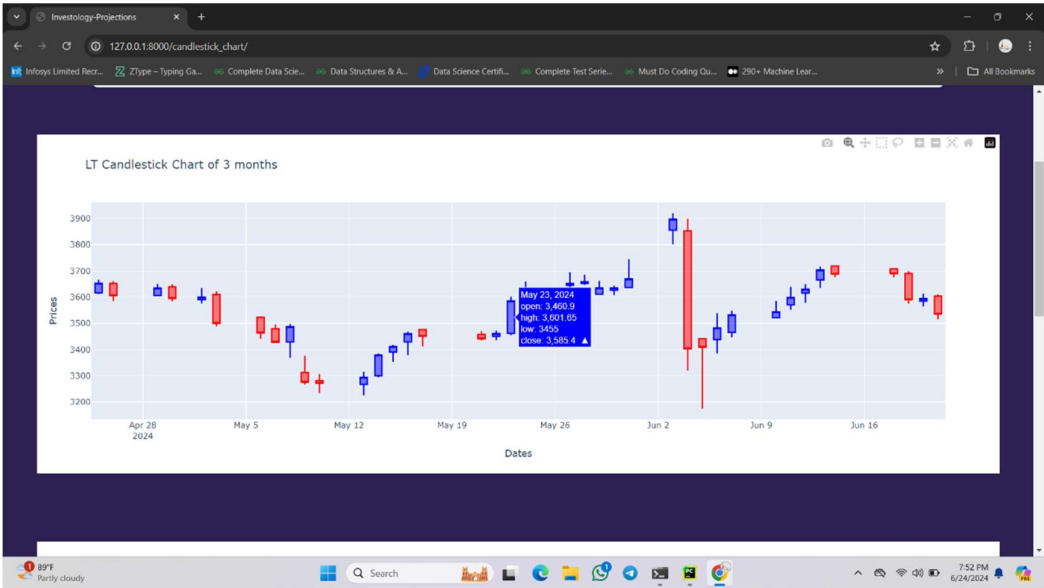 Investology-Projections
127.0.0.1:8000/candlestick_chart/
Infosys Limited Recr...
ZType – Typing Ga...
Complete Data Scie...
Data Structures & A...
Data Science Certifi...
Complete Test Serie...
Must Do Coding Qu...
290+ Machine Lear...
All Bookmarks
LT Candlestick Chart of 3 months
3900
3800
3700
3600
3500
3400
3300
3200
Prices
May 23, 2024
open: 3,460.9
high: 3,601.65
low: 3455
close: 3,585.4 ▲
Apr 28
2024
May 5
May 12
May 19
May 26
Jun 2
Jun 9
Jun 16
Dates
1
89°F
Partly cloudy
Search
1
7:52 PM
6/24/2024